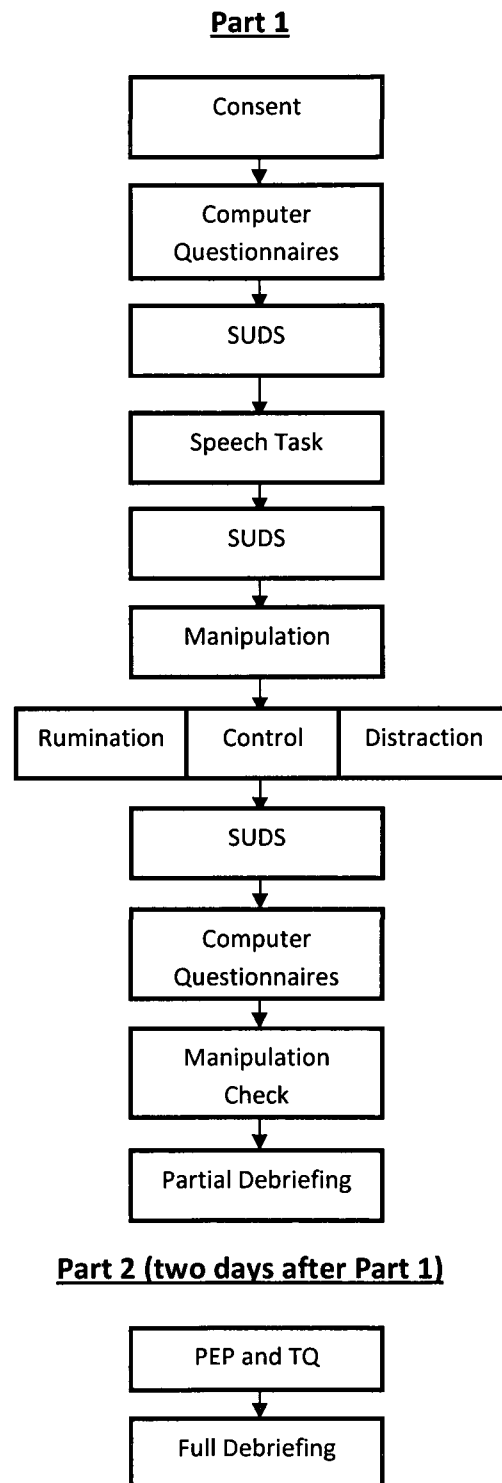 Part 1
Consent
Computer
Questionnaires
SUDS
Speech Task
SUDS
Manipulation
Rumination Control Distraction
SUDS
Computer
Questionnaires
Manipulation
Check
Partial Debriefing
Part 2 (two days after Part 1)
PEP and TQ
Full Debriefing